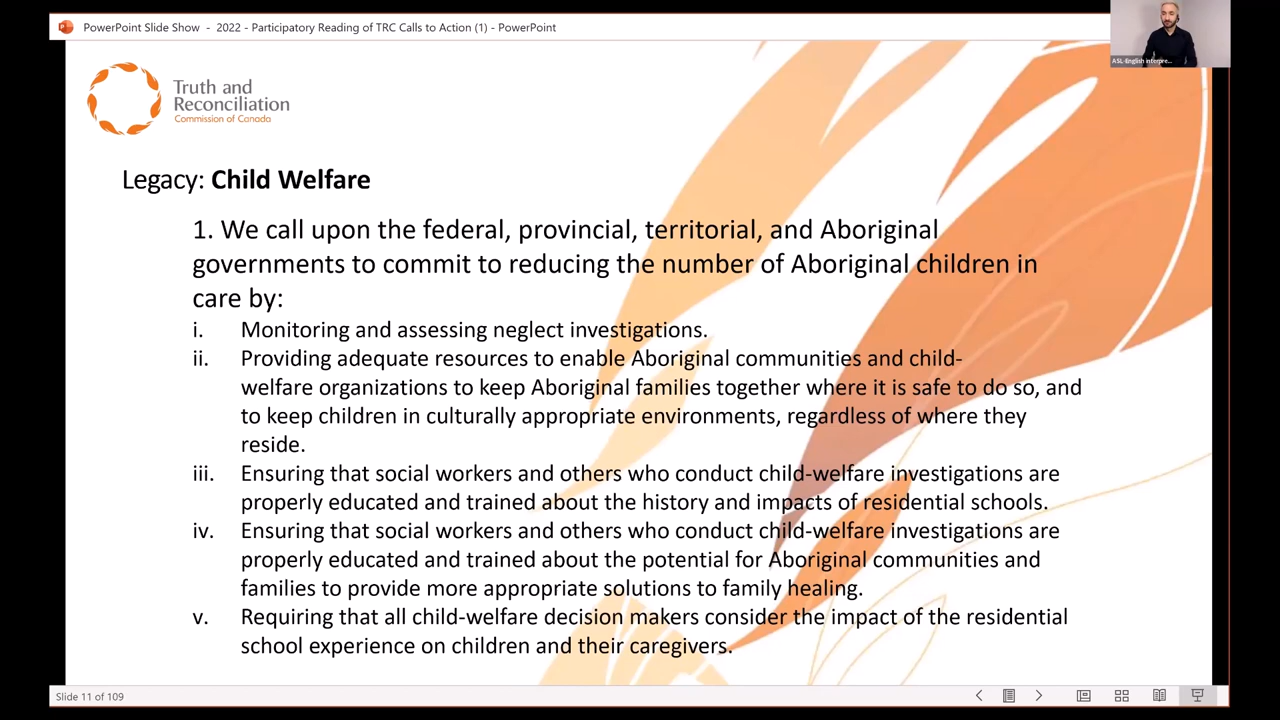 PowerPoint Slide Show - 2022 - Participatory Reading of TRC Calls to Action (1) - PowerPoint
ASL-English interpre...
Truth and
Reconciliation
Commission of Canada
Legacy: Child Welfare
1. We call upon the federal, provincial, territorial, and Aboriginal
governments to commit to reducing the number of Aboriginal children in
care by:
i. Monitoring and assessing neglect investigations.
ii. Providing adequate resources to enable Aboriginal communities and child-
welfare organizations to keep Aboriginal families together where it is safe to do so, and
to keep children in culturally appropriate environments, regardless of where they
reside.
iii. Ensuring that social workers and others who conduct child-welfare investigations are
properly educated and trained about the history and impacts of residential schools.
iv. Ensuring that social workers and others who conduct child-welfare investigations are
properly educated and trained about the potential for Aboriginal communities and
families to provide more appropriate solutions to family healing.
v. Requiring that all child-welfare decision makers consider the impact of the residential
school experience on children and their caregivers.
Slide 11 of 109